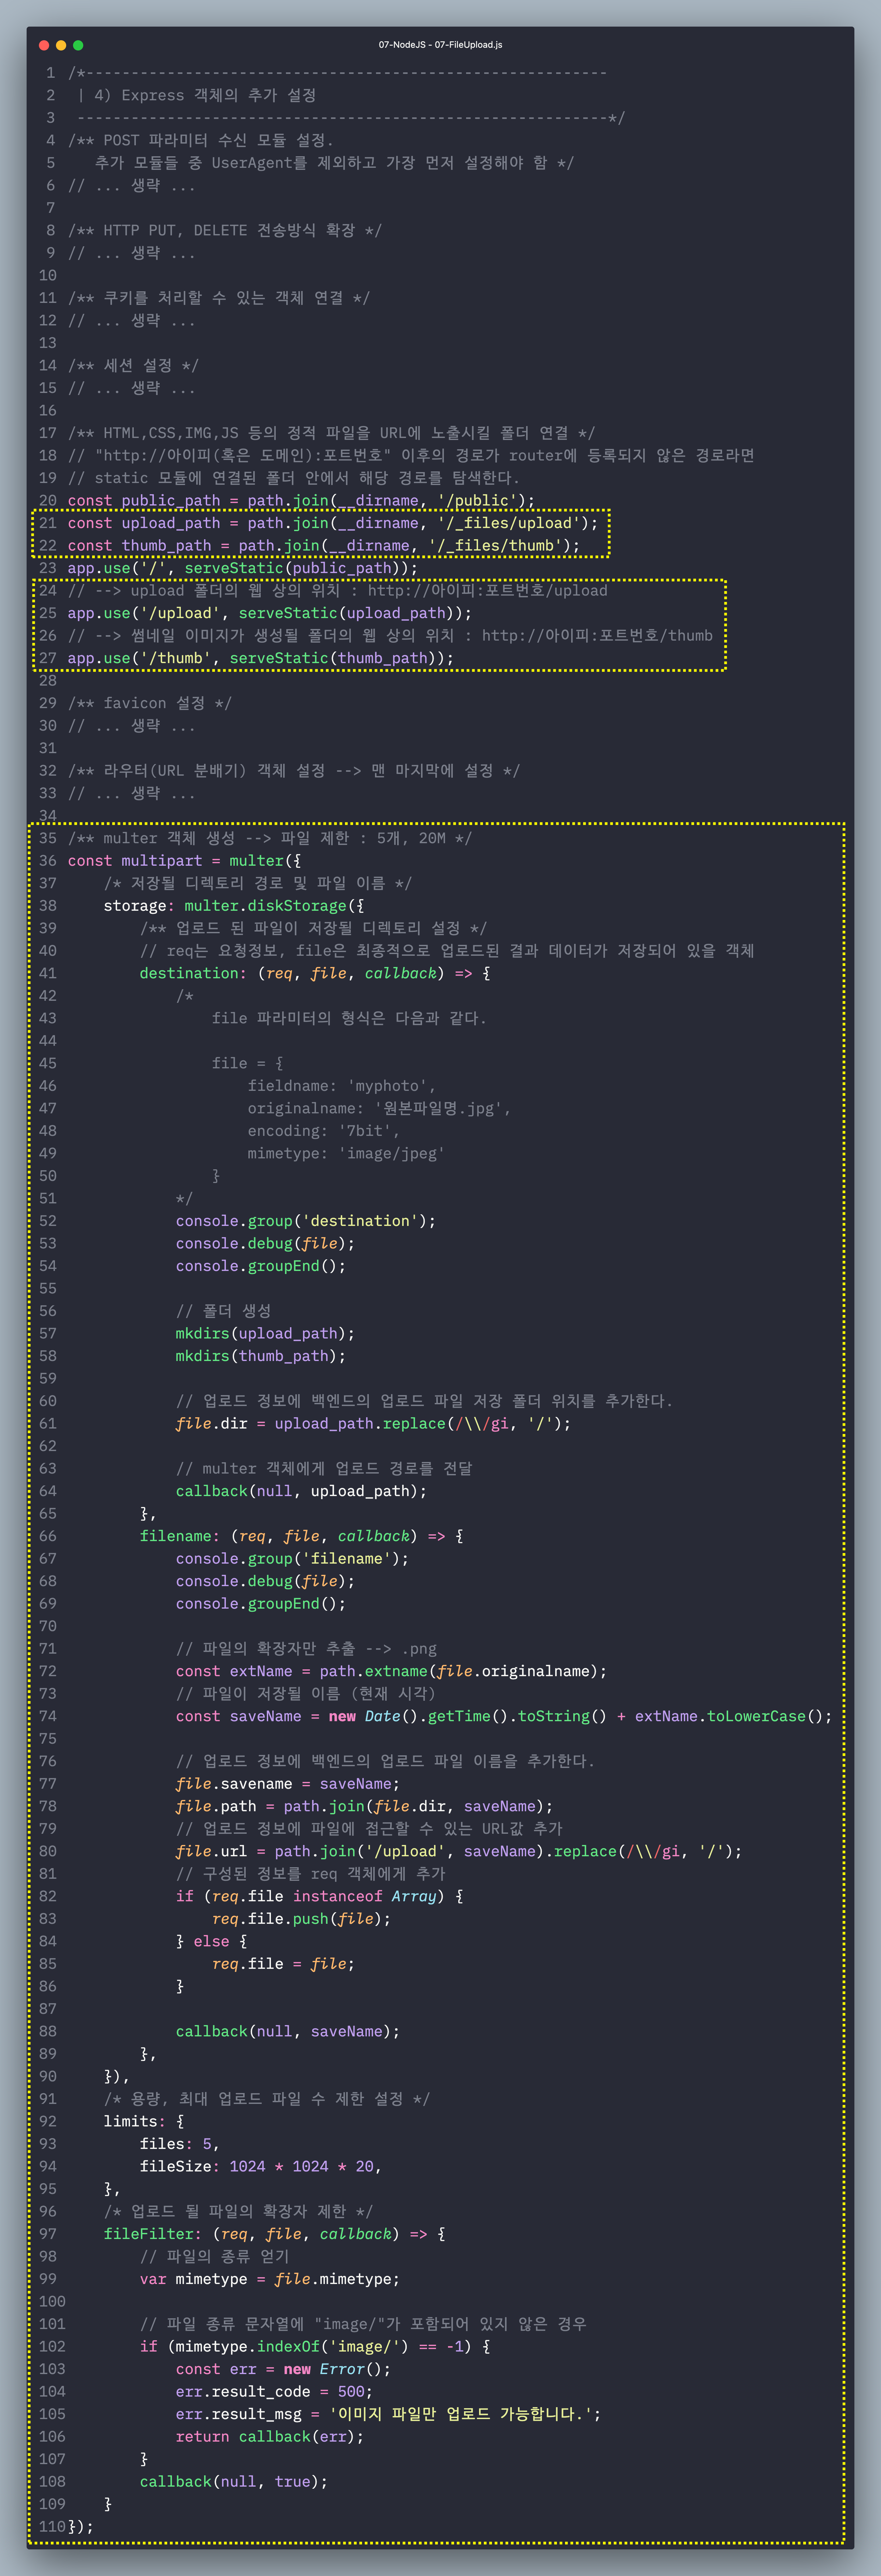 07-NodeJS - 07-FileUpload.js
1 /*----------------------------------------------------------
2  | 4) Express 객체의 추가 설정
3  -----------------------------------------------------------*/
4 /** POST 파라미터 수신 모듈 설정.
5    추가 모듈들 중 UserAgent를 제외하고 가장 먼저 설정해야 함 */
6 // ... 생략 ...
7
8 /** HTTP PUT, DELETE 전송방식 확장 */
9 // ... 생략 ...
10
11 /** 쿠키를 처리할 수 있는 객체 연결 */
12 // ... 생략 ...
13
14 /** 세션 설정 */
15 // ... 생략 ...
16
17 /** HTML,CSS,IMG,JS 등의 정적 파일을 URL에 노출시킬 폴더 연결 */
18 // "http://아이피(혹은 도메인):포트번호" 이후의 경로가 router에 등록되지 않은 경로라면
19 // static 모듈에 연결된 폴더 안에서 해당 경로를 탐색한다.
20 const public_path = path.join(__dirname, '/public');
21 const upload_path = path.join(__dirname, '/_files/upload');
22 const thumb_path = path.join(__dirname, '/_files/thumb');
23 app.use('/', serveStatic(public_path));
24 // --> upload 폴더의 웹 상의 위치 : http://아이피:포트번호/upload
25 app.use('/upload', serveStatic(upload_path));
26 // --> 썸네일 이미지가 생성될 폴더의 웹 상의 위치 : http://아이피:포트번호/thumb
27 app.use('/thumb', serveStatic(thumb_path));
28
29 /** favicon 설정 */
30 // ... 생략 ...
31
32 /** 라우터(URL 분배기) 객체 설정 --> 맨 마지막에 설정 */
33 // ... 생략 ...
34
35 /** multer 객체 생성 --> 파일 제한 : 5개, 20M */
36 const multipart = multer({
37     /* 저장될 디렉토리 경로 및 파일 이름 */
38     storage: multer.diskStorage({
39         /** 업로드 된 파일이 저장될 디렉토리 설정 */
40         // req는 요청정보, file은 최종적으로 업로드된 결과 데이터가 저장되어 있을 객체
41         destination: (req, file, callback) => {
42             /*
43                 file 파라미터의 형식은 다음과 같다.
44
45                 file = {
46                     fieldname: 'myphoto',
47                     originalname: '원본파일명.jpg',
48                     encoding: '7bit',
49                     mimetype: 'image/jpeg'
50                 }
51             */
52             console.group('destination');
53             console.debug(file);
54             console.groupEnd();
55
56             // 폴더 생성
57             mkdirs(upload_path);
58             mkdirs(thumb_path);
59
60             // 업로드 정보에 백엔드의 업로드 파일 저장 폴더 위치를 추가한다.
61             file.dir = upload_path.replace(/\\/gi, '/');
62
63             // multer 객체에게 업로드 경로를 전달
64             callback(null, upload_path);
65         },
66         filename: (req, file, callback) => {
67             console.group('filename');
68             console.debug(file);
69             console.groupEnd();
70
71             // 파일의 확장자만 추출 --> .png
72             const extName = path.extname(file.originalname);
73             // 파일이 저장될 이름 (현재 시각)
74             const saveName = new Date().getTime().toString() + extName.toLowerCase();
75
76             // 업로드 정보에 백엔드의 업로드 파일 이름을 추가한다.
77             file.savename = saveName;
78             file.path = path.join(file.dir, saveName);
79             // 업로드 정보에 파일에 접근할 수 있는 URL값 추가
80             file.url = path.join('/upload', saveName).replace(/\\/gi, '/');
81             // 구성된 정보를 req 객체에게 추가
82             if (req.file instanceof Array) {
83                 req.file.push(file);
84             } else {
85                 req.file = file;
86             }
87
88             callback(null, saveName);
89         },
90     }),
91     /* 용량, 최대 업로드 파일 수 제한 설정 */
92     limits: {
93         files: 5,
94         fileSize: 1024 * 1024 * 20,
95     },
96     /* 업로드 될 파일의 확장자 제한 */
97     fileFilter: (req, file, callback) => {
98         // 파일의 종류 얻기
99         var mimetype = file.mimetype;
100
101         // 파일 종류 문자열에 "image/"가 포함되어 있지 않은 경우
102         if (mimetype.indexOf('image/') == -1) {
103             const err = new Error();
104             err.result_code = 500;
105             err.result_msg = '이미지 파일만 업로드 가능합니다.';
106             return callback(err);
107         }
108         callback(null, true);
109     }
110 });